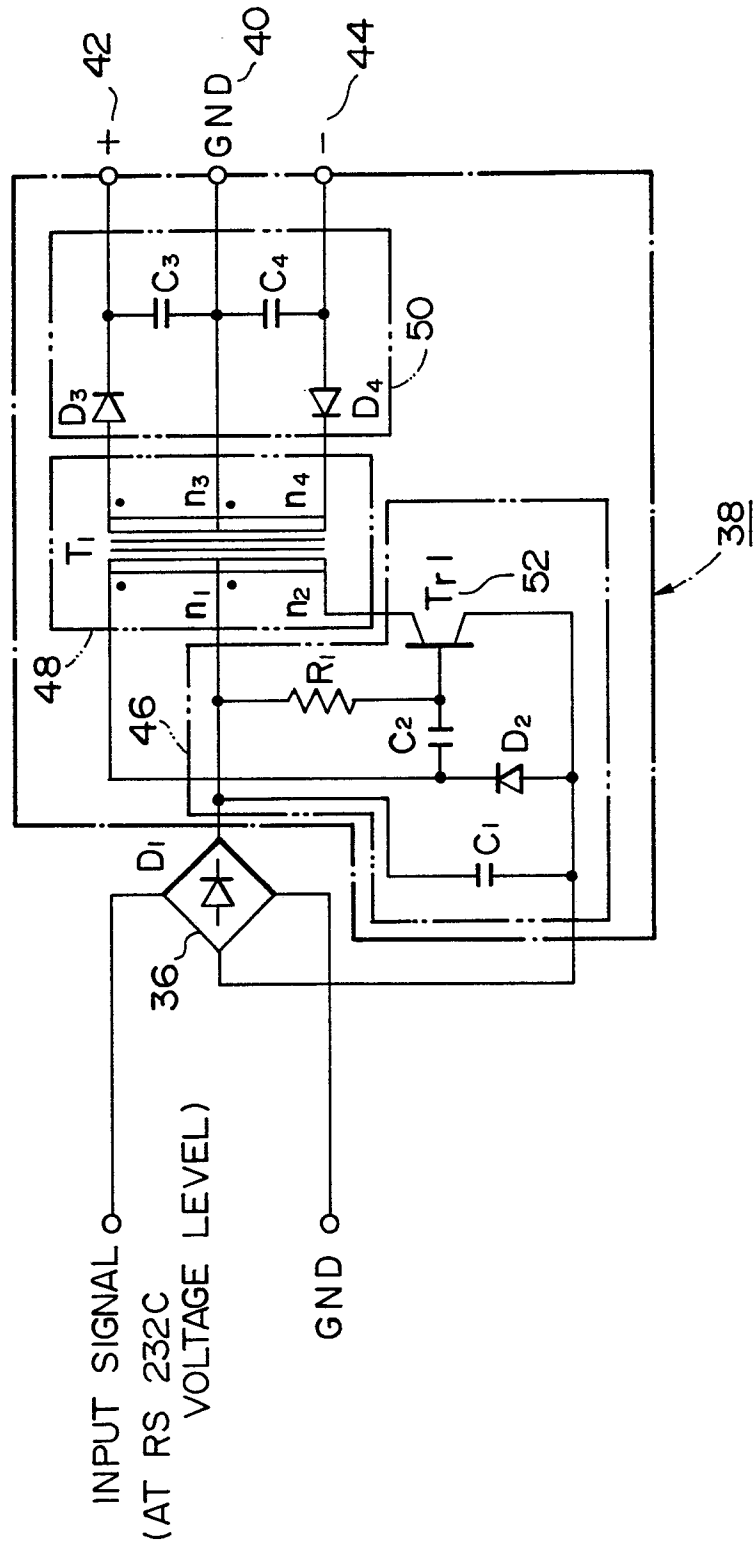 INPUT SIGNAL
(AT RS 232C
VOLTAGE LEVEL)
GND
36
D1
46
48
T1
n1
n2
n3
n4
R1
C2
D2
C1
Tr1
52
D3
D4
C3
C4
50
+
42
GND
40
-
44
38